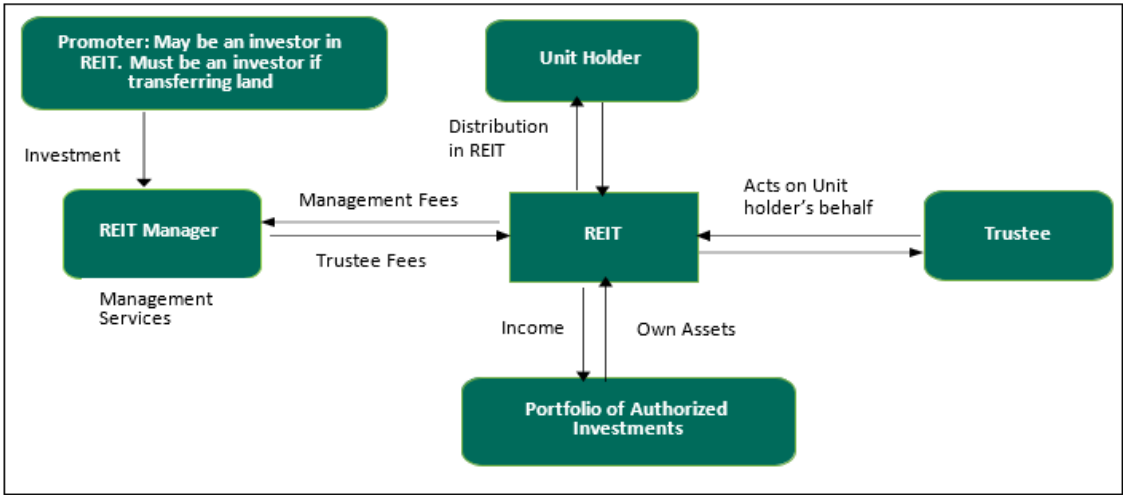 Promoter: May be an investor in
REIT. Must be an investor if
transferring land
Unit Holder
Investment
Distribution
in REIT
REIT Manager
Management Fees
Trustee Fees
Management
Services
REIT
Acts on Unit
holder's behalf
Trustee
Income
Own Assets
Portfolio of Authorized
Investments